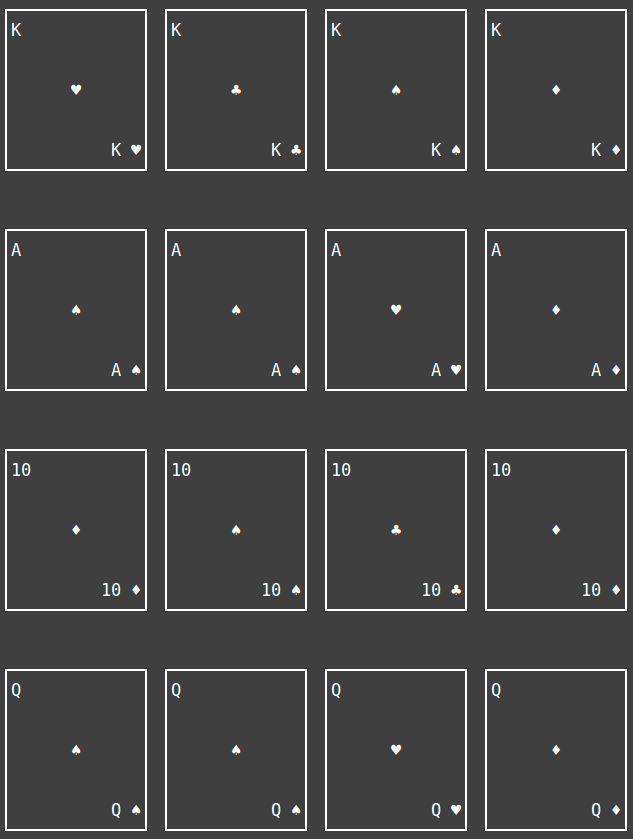 K K K K
♥ ♣ ♠ ♦
K ♥ K ♣ K ♠ K ♦
A A A A
♠ ♠ ♥ ♦
A ♠ A ♠ A ♥ A ♦
10 10 10 10
♦ ♠ ♣ ♦
10 ♦ 10 ♠ 10 ♣ 10 ♦
Q Q Q Q
♠ ♠ ♥ ♦
Q ♠ Q ♠ Q ♥ Q ♦